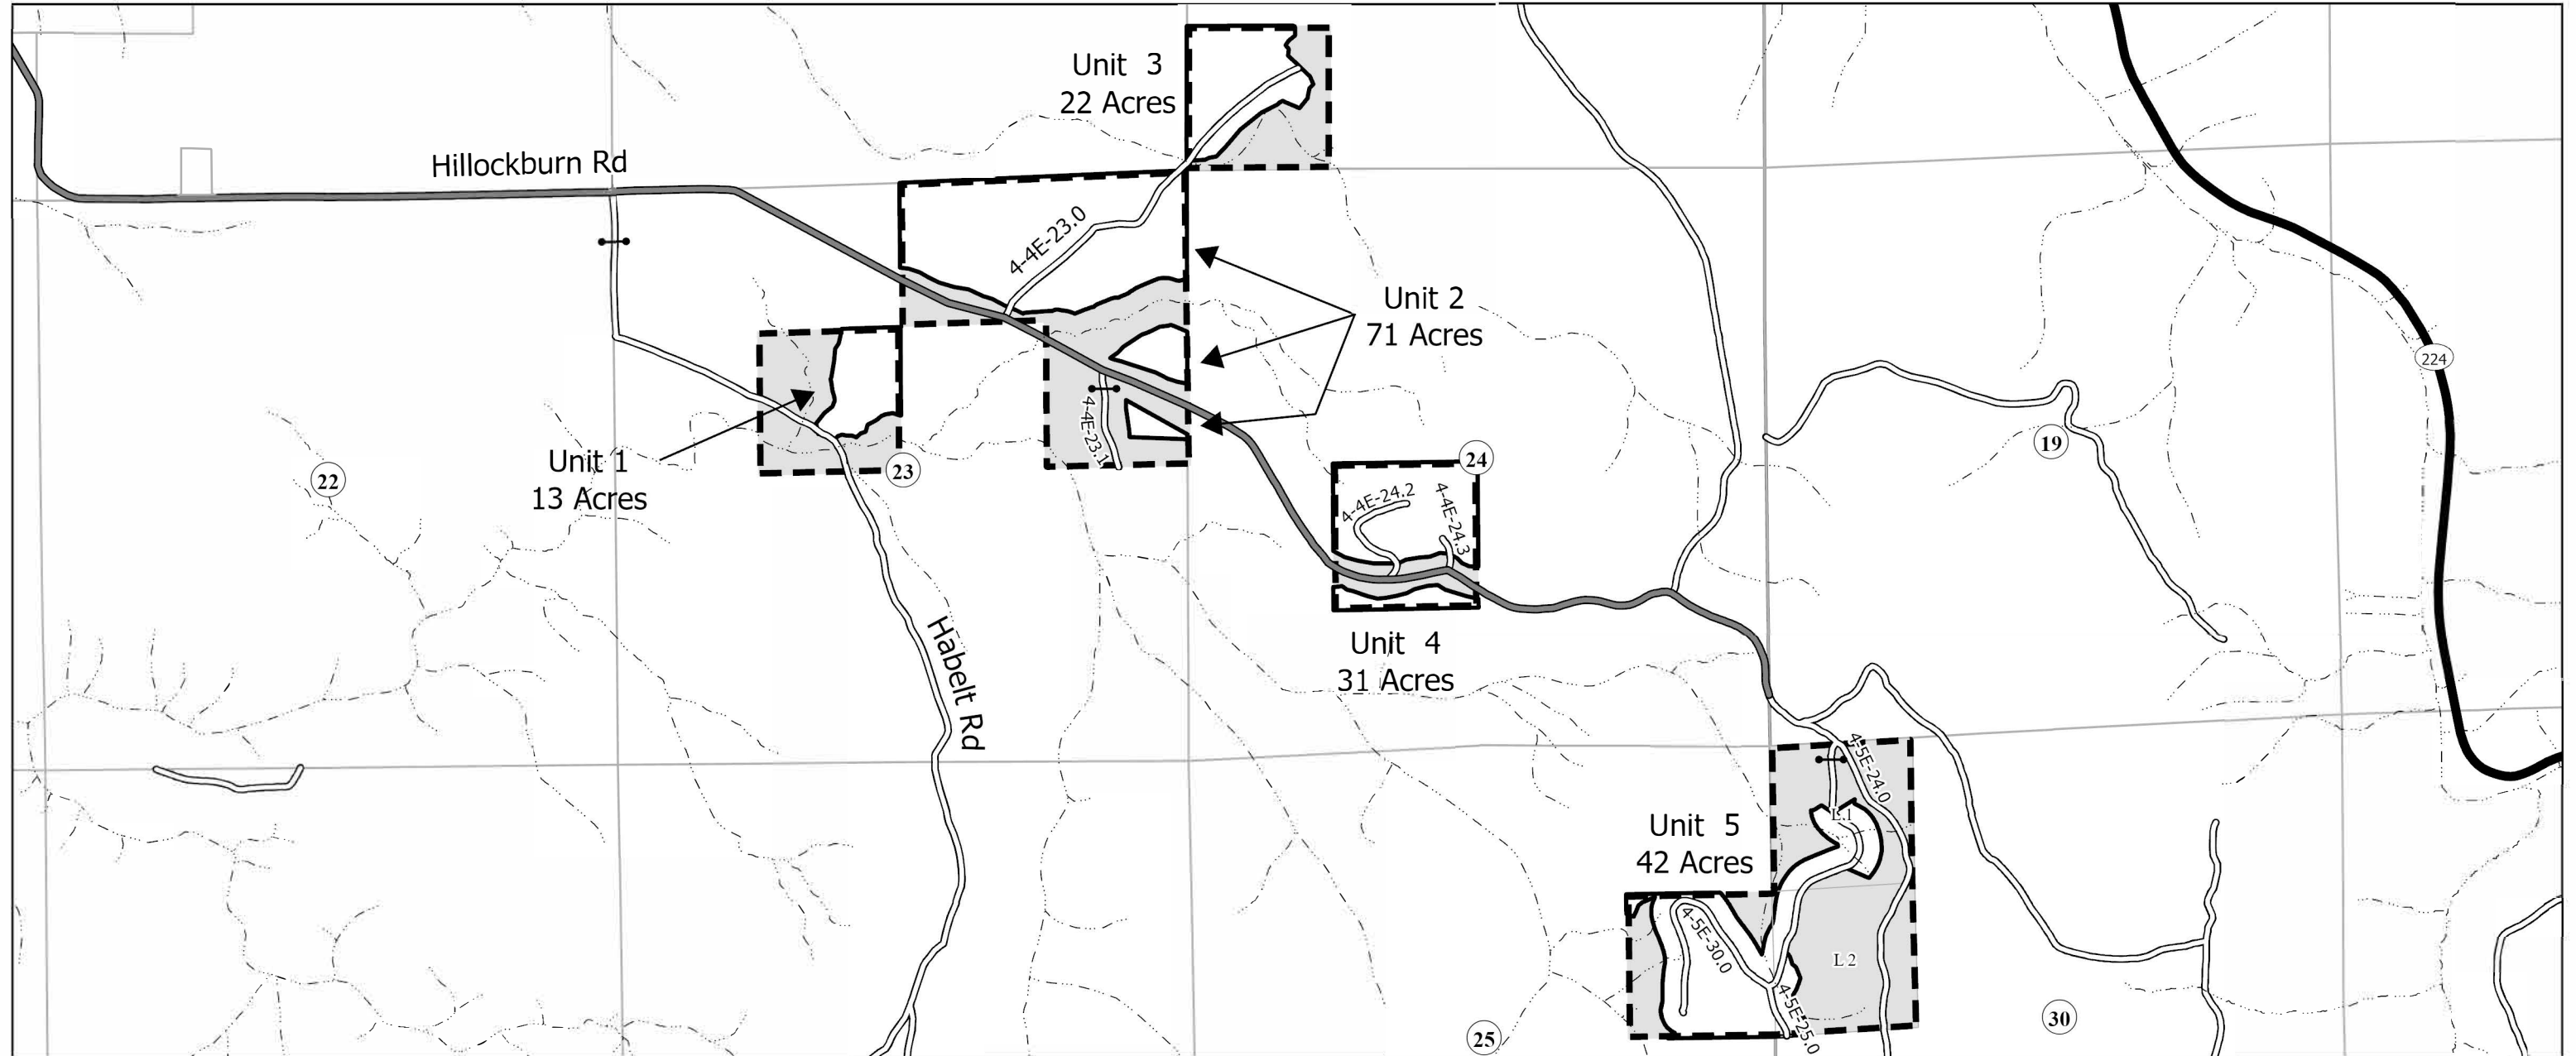 Unit 3
22 Acres
Hillockburn Rd
4-4E-23.0
Unit 2
71 Acres
224
4-4E-23.1
19
Unit 1
13 Acres
22
23
24
4-4E-24.2
4-4E-24.3
Habelt Rd
Unit 4
31 Acres
4-5E-24.0
L.1
Unit 5
42 Acres
4-5E-30.0
L 2
4-5E-25.0
25
30